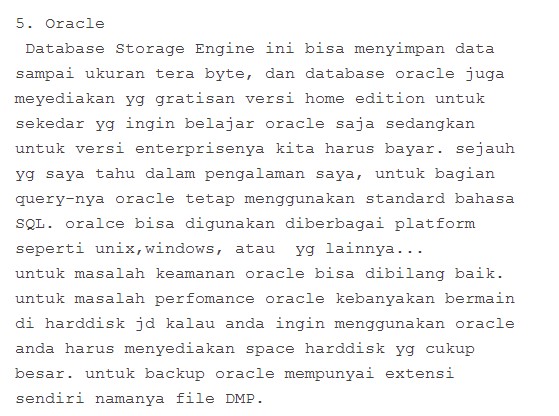 5. Oracle
Database Storage Engine ini bisa menyimpan data
sampai ukuran tera byte, dan database oracle juga
meyediakan yg gratisan versi home edition untuk
sekedar yg ingin belajar oracle saja sedangkan
untuk versi enterprisenya kita harus bayar. sejauh
yg saya tahu dalam pengalaman saya, untuk bagian
query-nya oracle tetap menggunakan standard bahasa
SQL. oralce bisa digunakan diberbagai platform
seperti unix,windows, atau  yg lainnya...
untuk masalah keamanan oracle bisa dibilang baik.
untuk masalah perfomance oracle kebanyakan bermain
di harddisk jd kalau anda ingin menggunakan oracle
anda harus menyediakan space harddisk yg cukup
besar. untuk backup oracle mempunyai extensi
sendiri namanya file DMP.